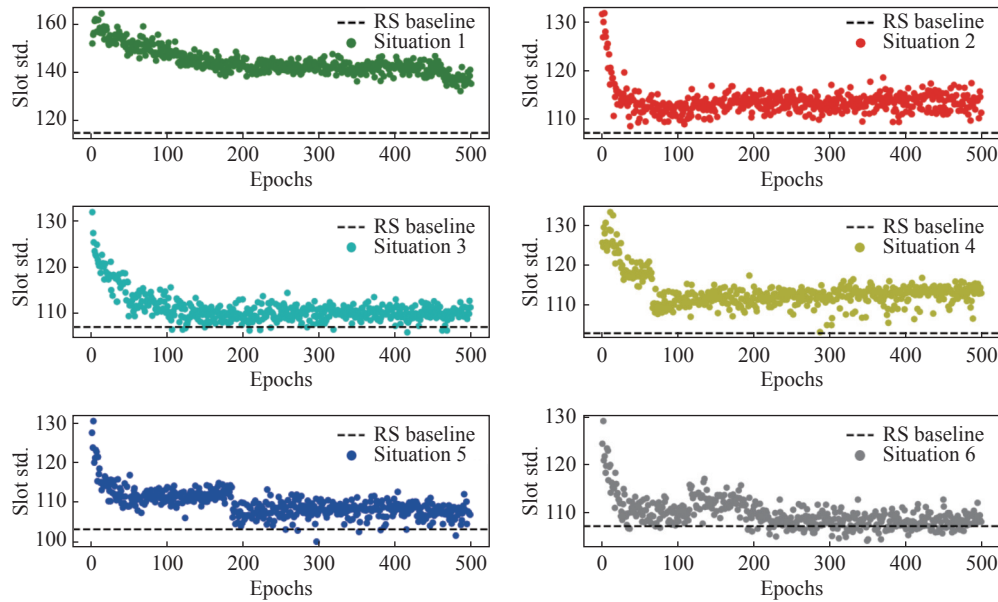 160
140
120
Slot std.
RS baseline
Situation 1
0 100 200 300 400 500
Epochs
130
120
110
Slot std.
RS baseline
Situation 2
0 100 200 300 400 500
Epochs
130
120
110
Slot std.
RS baseline
Situation 3
0 100 200 300 400 500
Epochs
130
120
110
Slot std.
RS baseline
Situation 4
0 100 200 300 400 500
Epochs
130
120
110
100
Slot std.
RS baseline
Situation 5
0 100 200 300 400 500
Epochs
130
120
110
Slot std.
RS baseline
Situation 6
0 100 200 300 400 500
Epochs